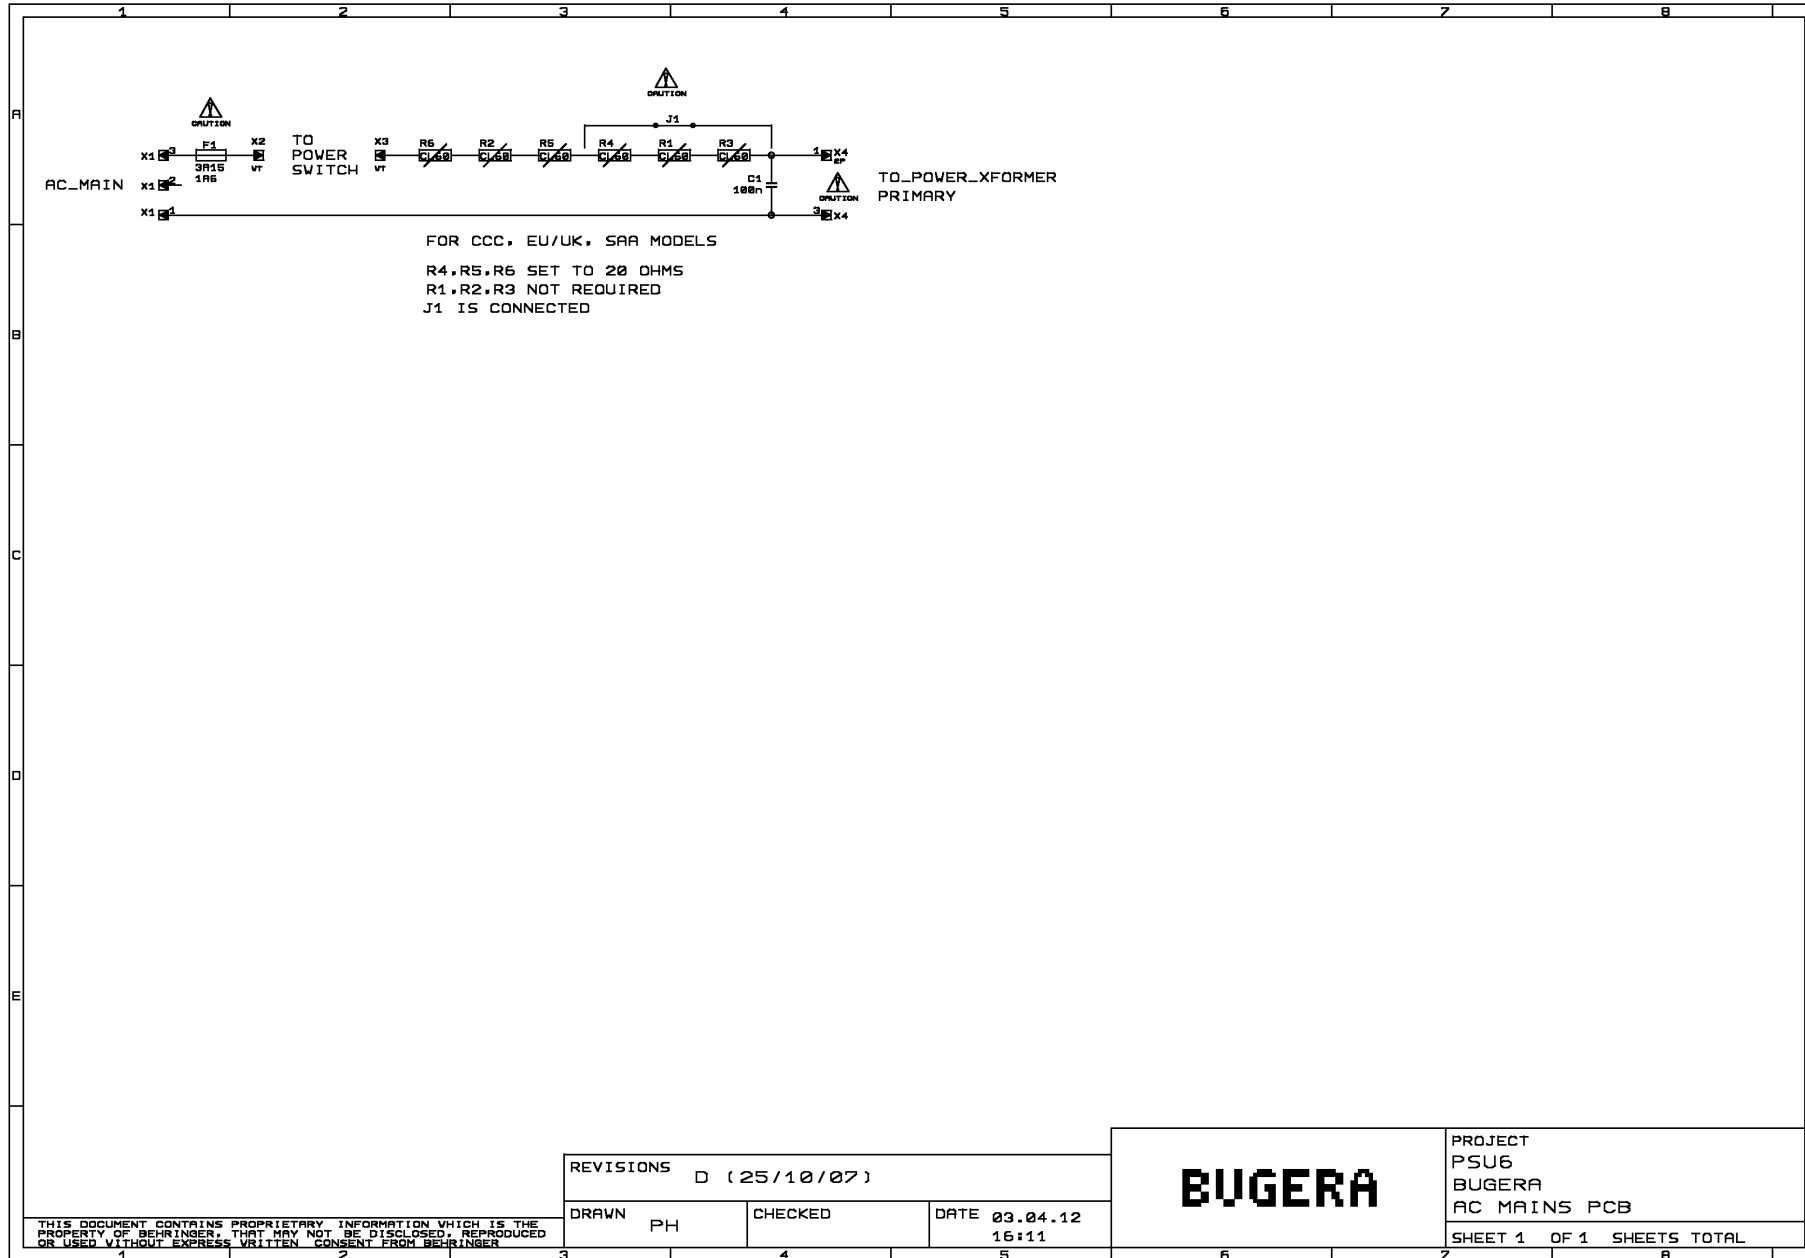 1 2 3 4 5 6 7 8
CAUTION
CAUTION
J1
A
X1 3 F1 X2 TO X3 R6 R2 R5 R4 R1 R3 1 X4
3A15 WT POWER WT CL60 CL60 CL60 CL60 CL60 CL60 2P
1A6 SWITCH
AC_MAIN X1 2 C1 TO_POWER_XFORMER
100n CAUTION PRIMARY
X1 1 3 X4
FOR CCC, EU/UK, SAA MODELS
R4,R5,R6 SET TO 20 OHMS
R1,R2,R3 NOT REQUIRED
J1 IS CONNECTED
B
C
D
E
REVISIONS D (25/10/07)
DRAWN PH
CHECKED
DATE 03.04.12
16:11
BUGERA
PROJECT
PSU6
BUGERA
AC MAINS PCB
SHEET 1 OF 1 SHEETS TOTAL
THIS DOCUMENT CONTAINS PROPRIETARY INFORMATION WHICH IS THE
PROPERTY OF BEHRINGER, THAT MAY NOT BE DISCLOSED, REPRODUCED
OR USED WITHOUT EXPRESS WRITTEN CONSENT FROM BEHRINGER
1 2 3 4 5 6 7 8